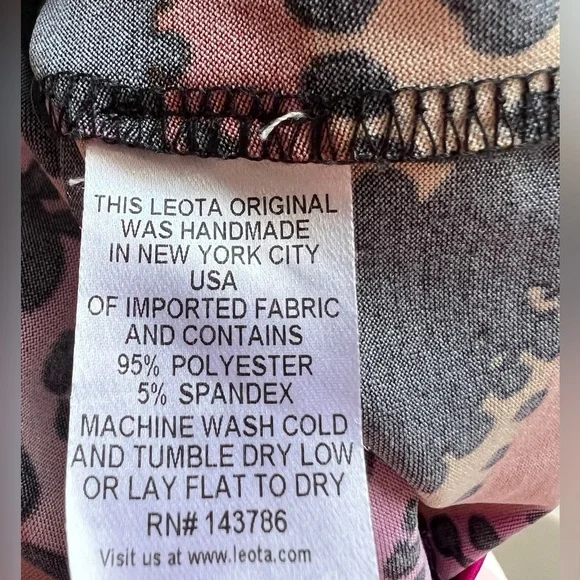 THIS LEOTA ORIGINAL
WAS HANDMADE
IN NEW YORK CITY
USA
OF IMPORTED FABRIC
AND CONTAINS
95% POLYESTER
5% SPANDEX
MACHINE WASH COLD
AND TUMBLE DRY LOW
OR LAY FLAT TO DRY
RN# 143786
Visit us at www.leota.com